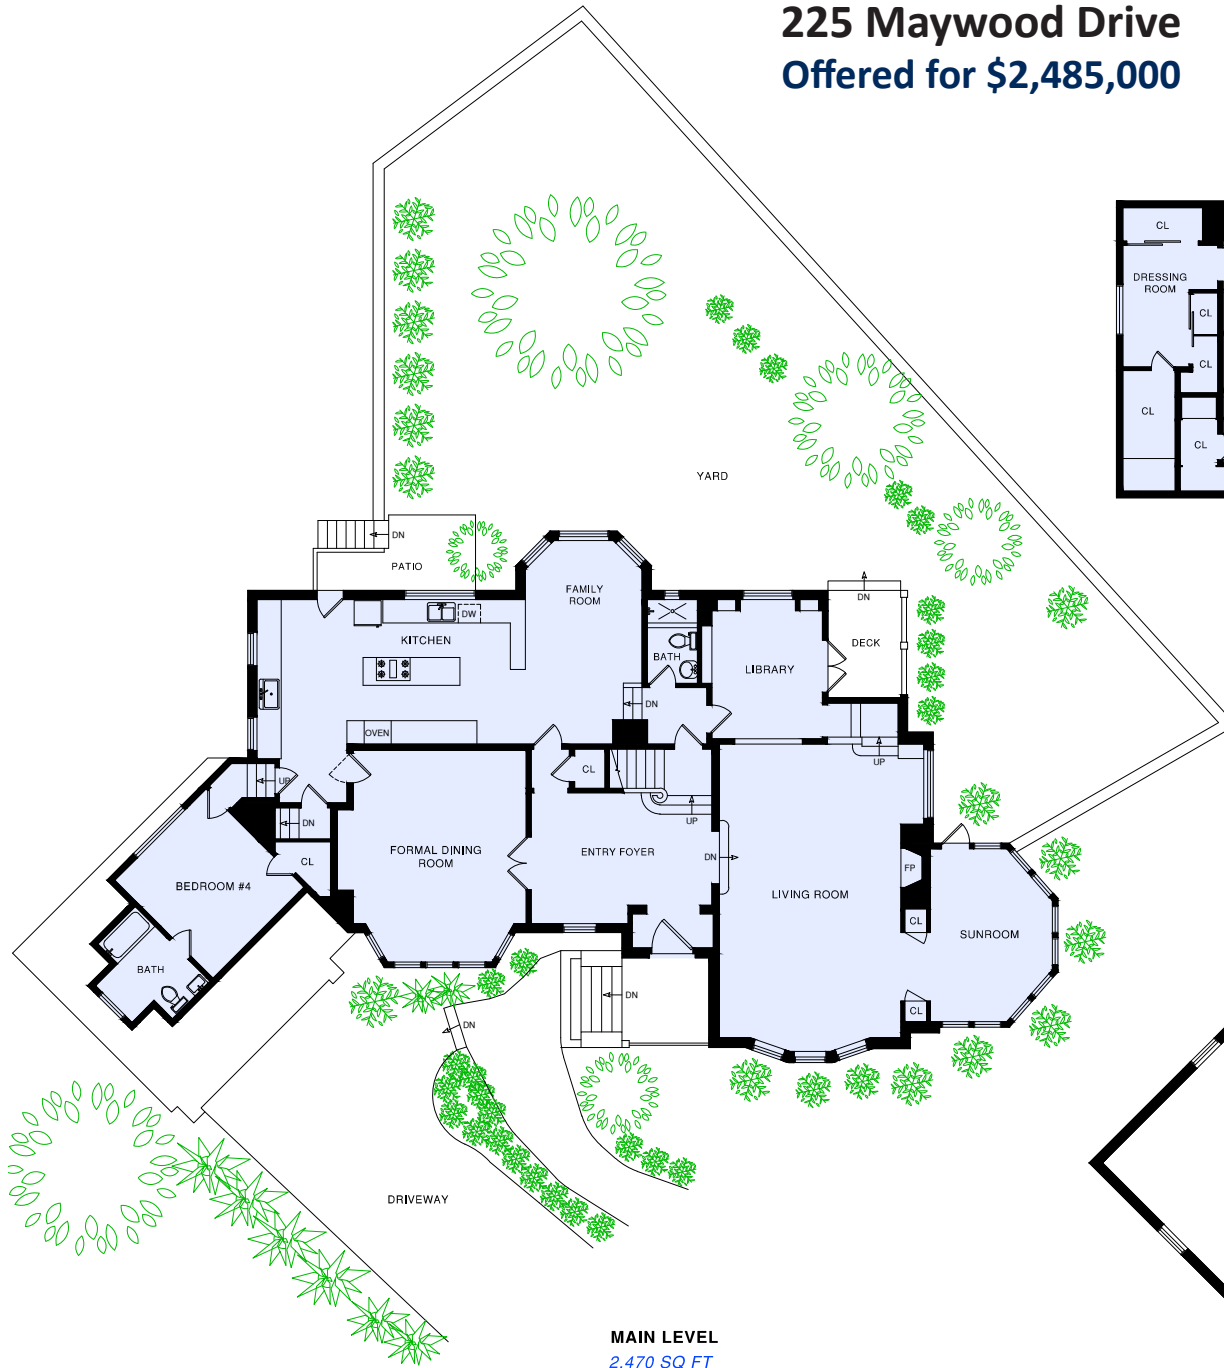 225 Maywood Drive
Offered for $2,485,000
CL
DRESSING
ROOM
CL
CL
CL
CL
YARD
DN
PATIO
FAMILY
ROOM
DN
DW
KITCHEN
BATH
LIBRARY
DECK
DN
OVEN
UP
CL
UP
DN
UP
FORMAL DINING
ROOM
ENTRY FOYER
DN
CL
FP
BEDROOM #4
LIVING ROOM
CL
SUNROOM
BATH
DN
CL
DN
DRIVEWAY
MAIN LEVEL
2,470 SQ FT